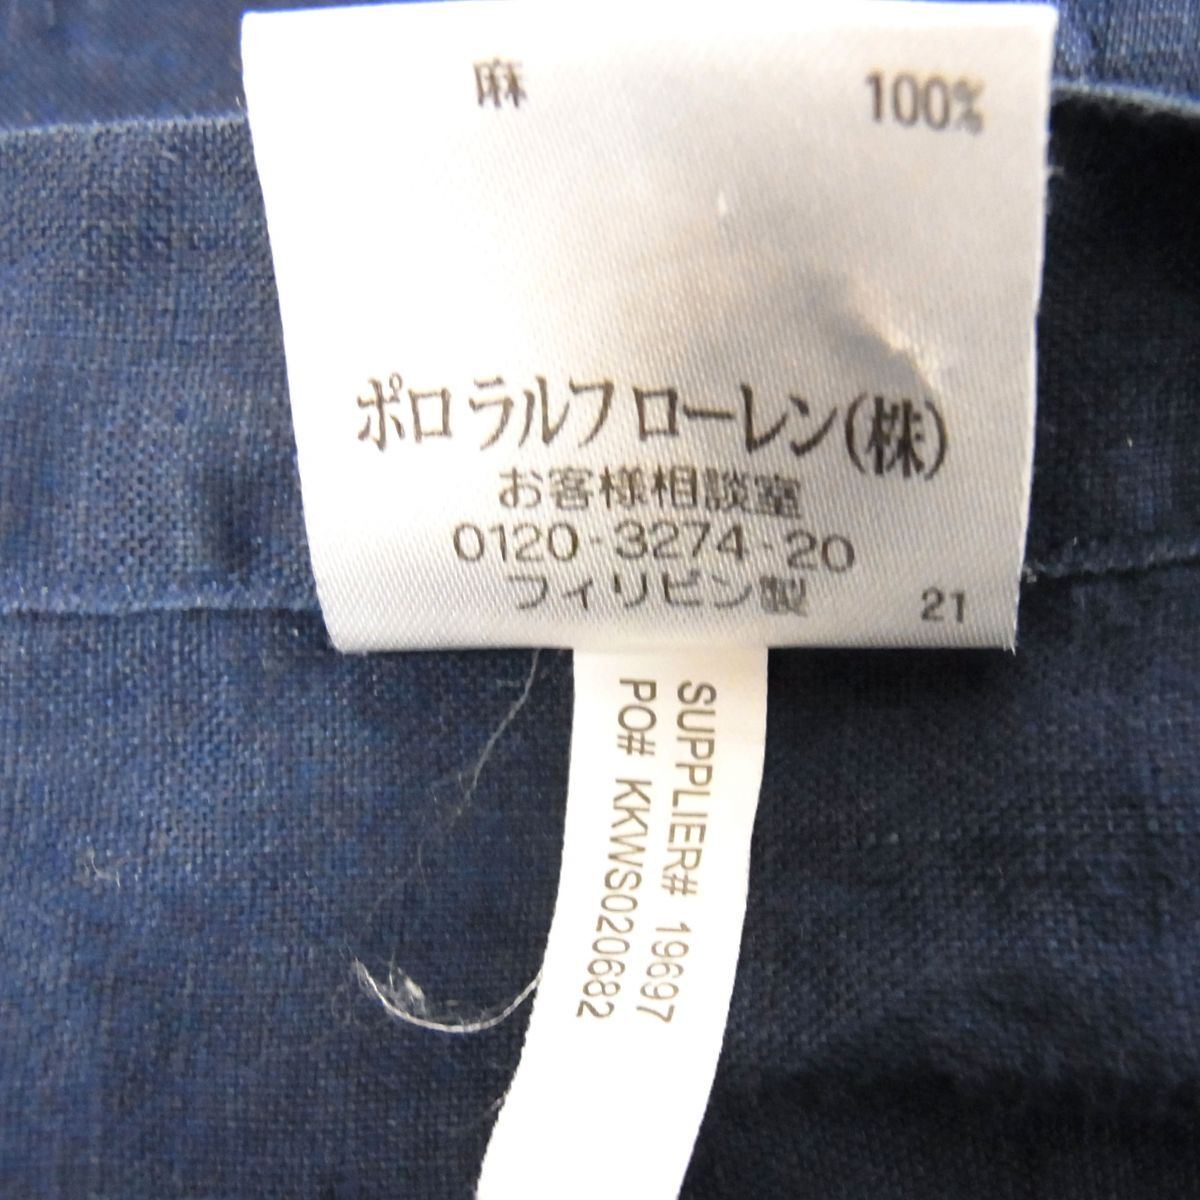 麻 100%
ポロ ラルフ ローレン(株)
お客様相談室
0120-3274-20
フィリピン製 21
SUPPLIER# 19697
PO# KKWS020682